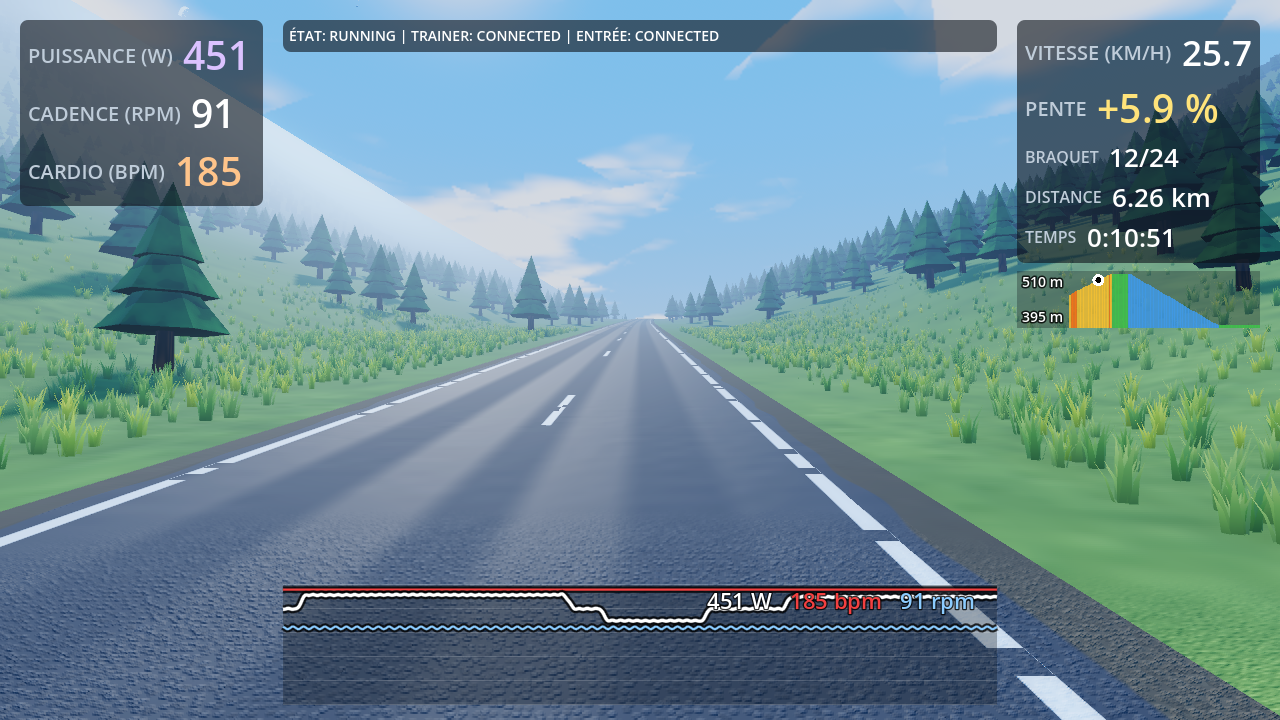 PUISSANCE (W) 451
CADENCE (RPM) 91
CARDIO (BPM) 185
ÉTAT: RUNNING | TRAINER: CONNECTED | ENTRÉE: CONNECTED
VITESSE (KM/H) 25.7
PENTE +5.9 %
BRAQUET 12/24
DISTANCE 6.26 km
TEMPS 0:10:51
510 m
395 m
451 W 185 bpm 91 rpm